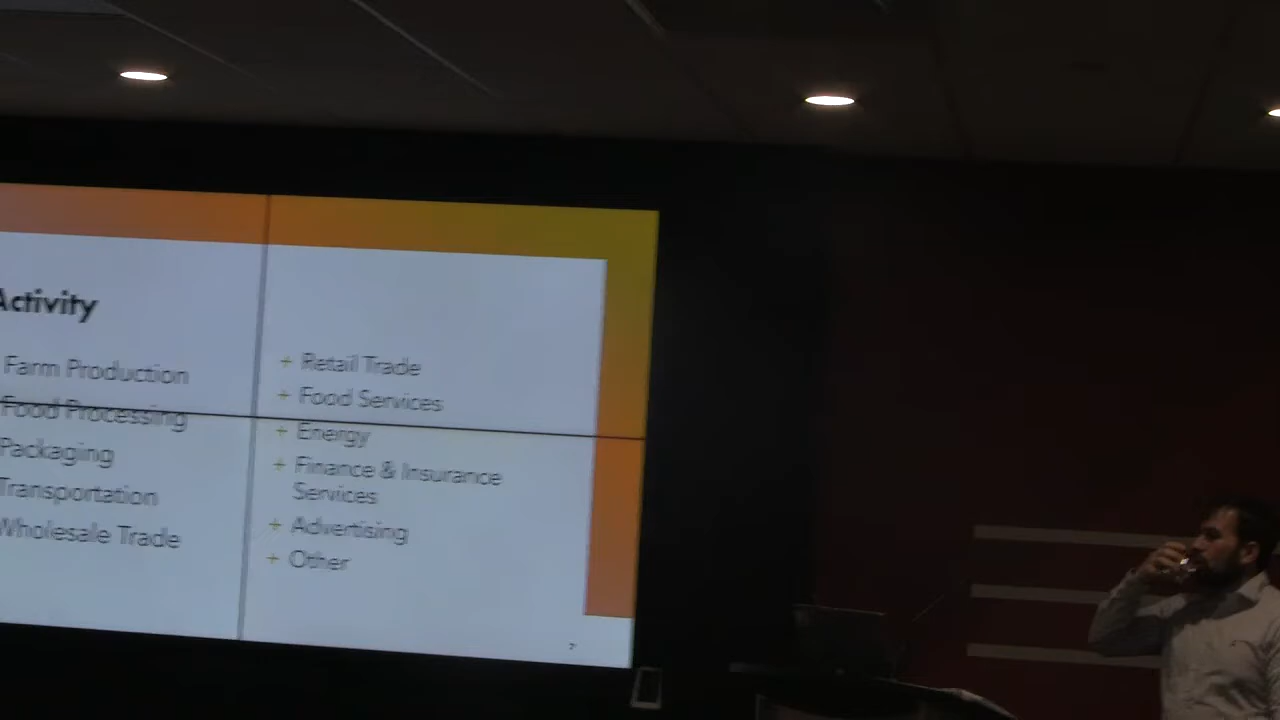 Activity
Farm Production
Food Processing
Packaging
Transportation
Wholesale Trade
+ Retail Trade
+ Food Services
+ Energy
+ Finance & Insurance
Services
+ Advertising
+ Other
7